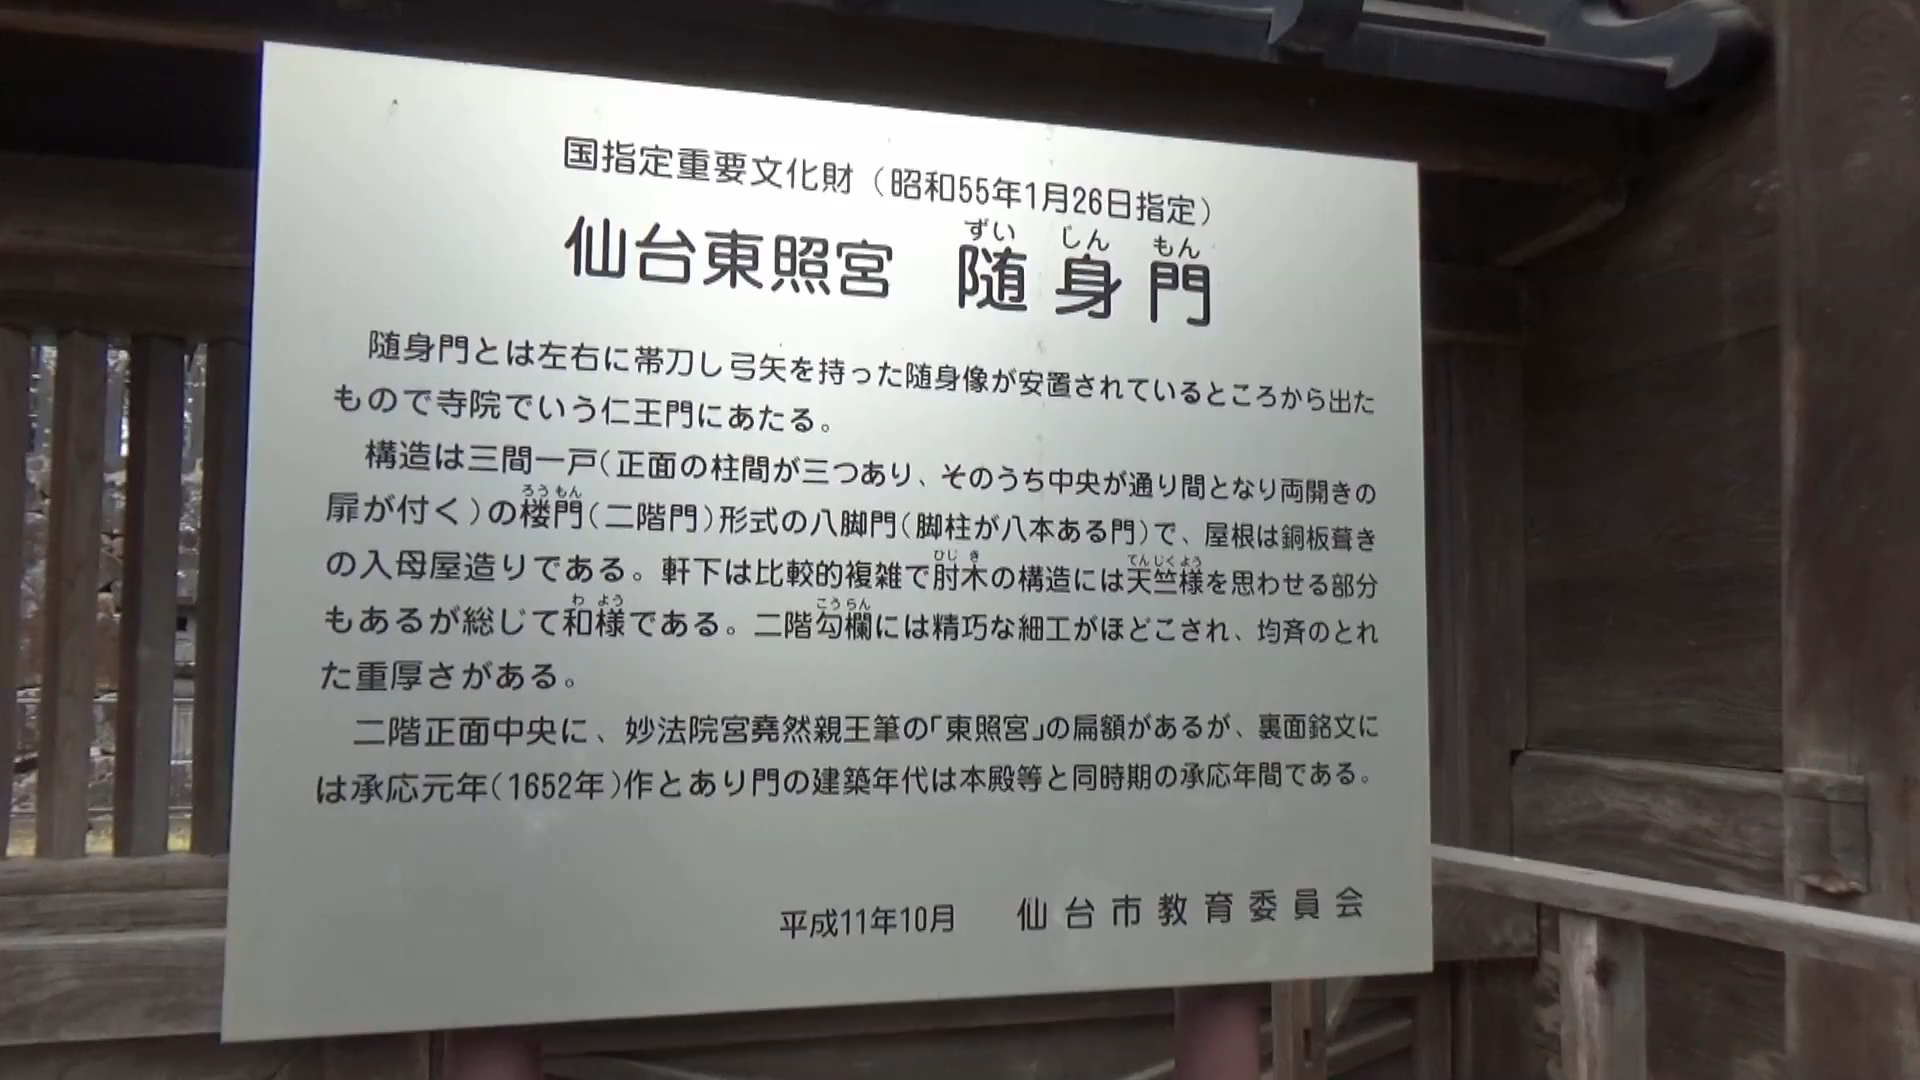 国指定重要文化財（昭和55年1月26日指定）
仙台東照宮 随身門
ずい しん もん
随身門とは左右に帯刀し弓矢を持った随身像が安置されているところから出た
もので寺院でいう仁王門にあたる。
構造は三間一戸（正面の柱間が三つあり、そのうち中央が通り間となり両開きの
扉が付く）の楼門（二階門）形式の八脚門（脚柱が八本ある門）で、屋根は銅板葺き
ろうもん
の入母屋造りである。軒下は比較的複雑で肘木の構造には天竺様を思わせる部分
ひじき てんじくよう
もあるが総じて和様である。二階勾欄には精巧な細工がほどこされ、均斉のとれ
わよう こうらん
た重厚さがある。
二階正面中央に、妙法院宮堯然親王筆の「東照宮」の扁額があるが、裏面銘文に
は承応元年（1652年）作とあり門の建築年代は本殿等と同時期の承応年間である。
平成11年10月 仙台市教育委員会